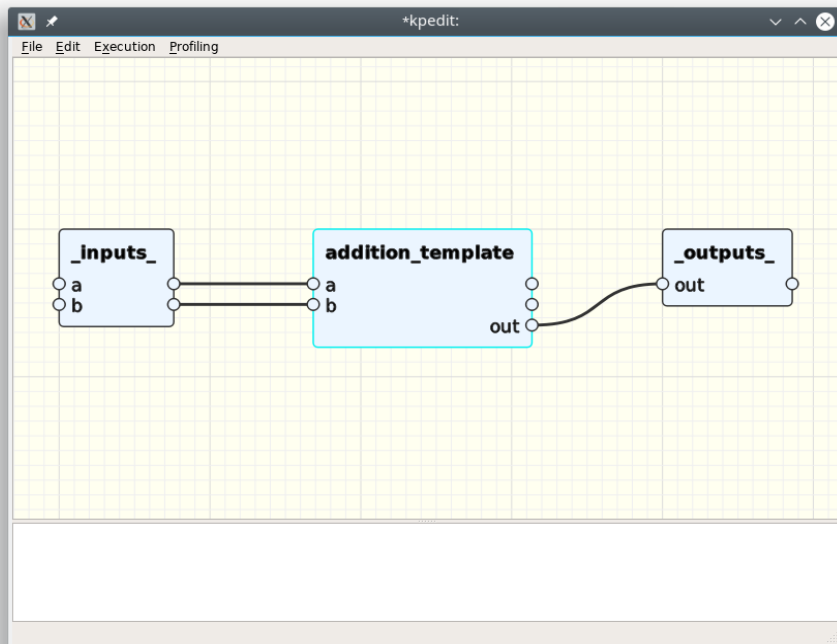 *kpedit:
File Edit Execution Profiling
_inputs_ addition_template _outputs_
a a out
b b
out